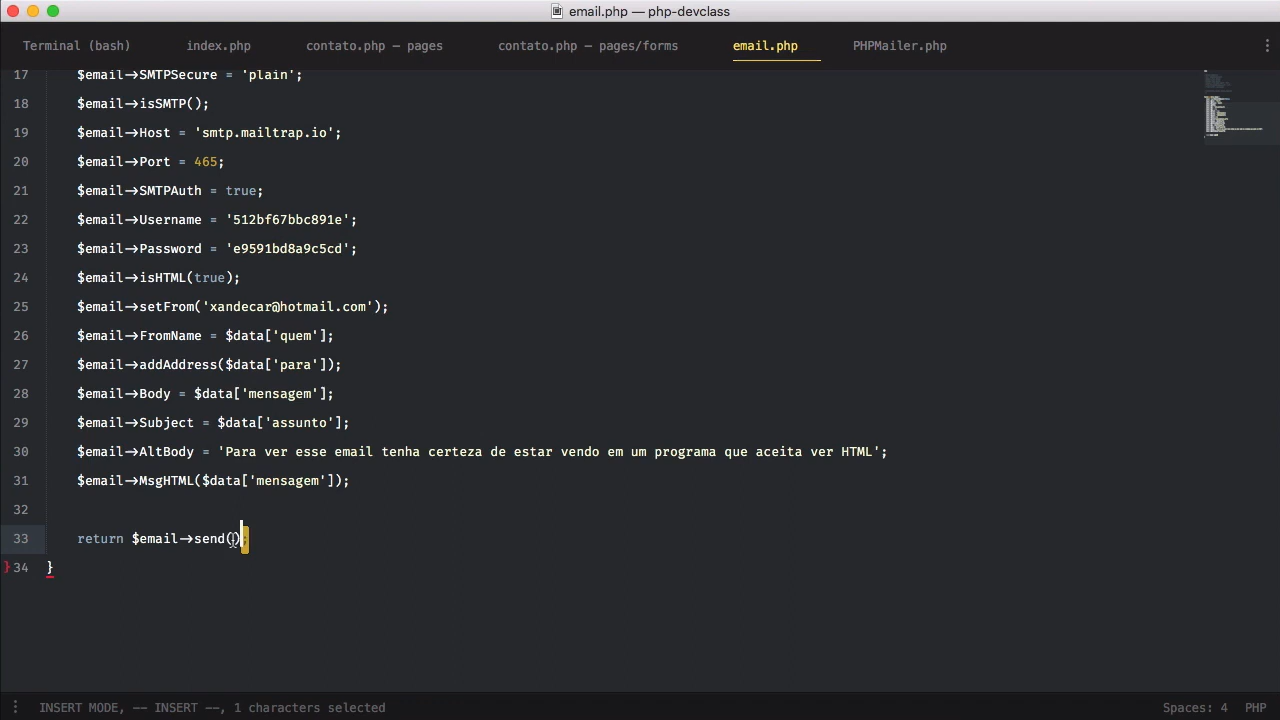 email.php — php-devclass
Terminal (bash) index.php contato.php — pages contato.php — pages/forms email.php PHPMailer.php
17 $email->SMTPSecure = 'plain';
18 $email->isSMTP();
19 $email->Host = 'smtp.mailtrap.io';
20 $email->Port = 465;
21 $email->SMTPAuth = true;
22 $email->Username = '512bf67bbc891e';
23 $email->Password = 'e9591bd8a9c5cd';
24 $email->isHTML(true);
25 $email->setFrom('xandecar@hotmail.com');
26 $email->FromName = $data['quem'];
27 $email->addAddress($data['para']);
28 $email->Body = $data['mensagem'];
29 $email->Subject = $data['assunto'];
30 $email->AltBody = 'Para ver esse email tenha certeza de estar vendo em um programa que aceita ver HTML';
31 $email->MsgHTML($data['mensagem']);
32
33 return $email->send();
} 34 }
INSERT MODE, -- INSERT --, 1 characters selected Spaces: 4 PHP